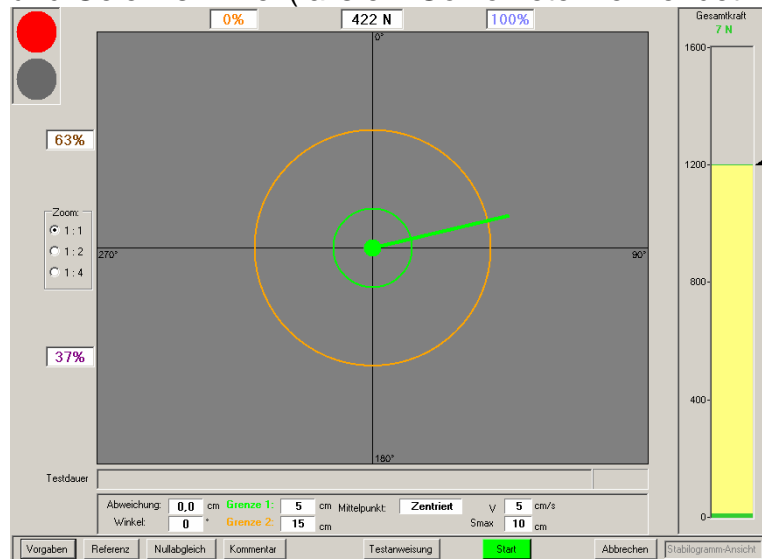 0% 422 N 100% Gesamtkraft
7 N
0°
1600-
63%
1200-
Zoom:
1 : 1
1 : 2
1 : 4
270° 90°
800-
37%
400-
180°
Testdauer
0-
Abweichung: 0,0 cm Grenze 1: 5 cm Mittelpunkt: Zentriert V 5 cm/s
Winkel: 0 ° Grenze 2: 15 cm Smax 10 cm
Vorgaben Referenz Nullabgleich Kommentar Testanweisung Start Abbrechen Stabilogramm-Ansicht